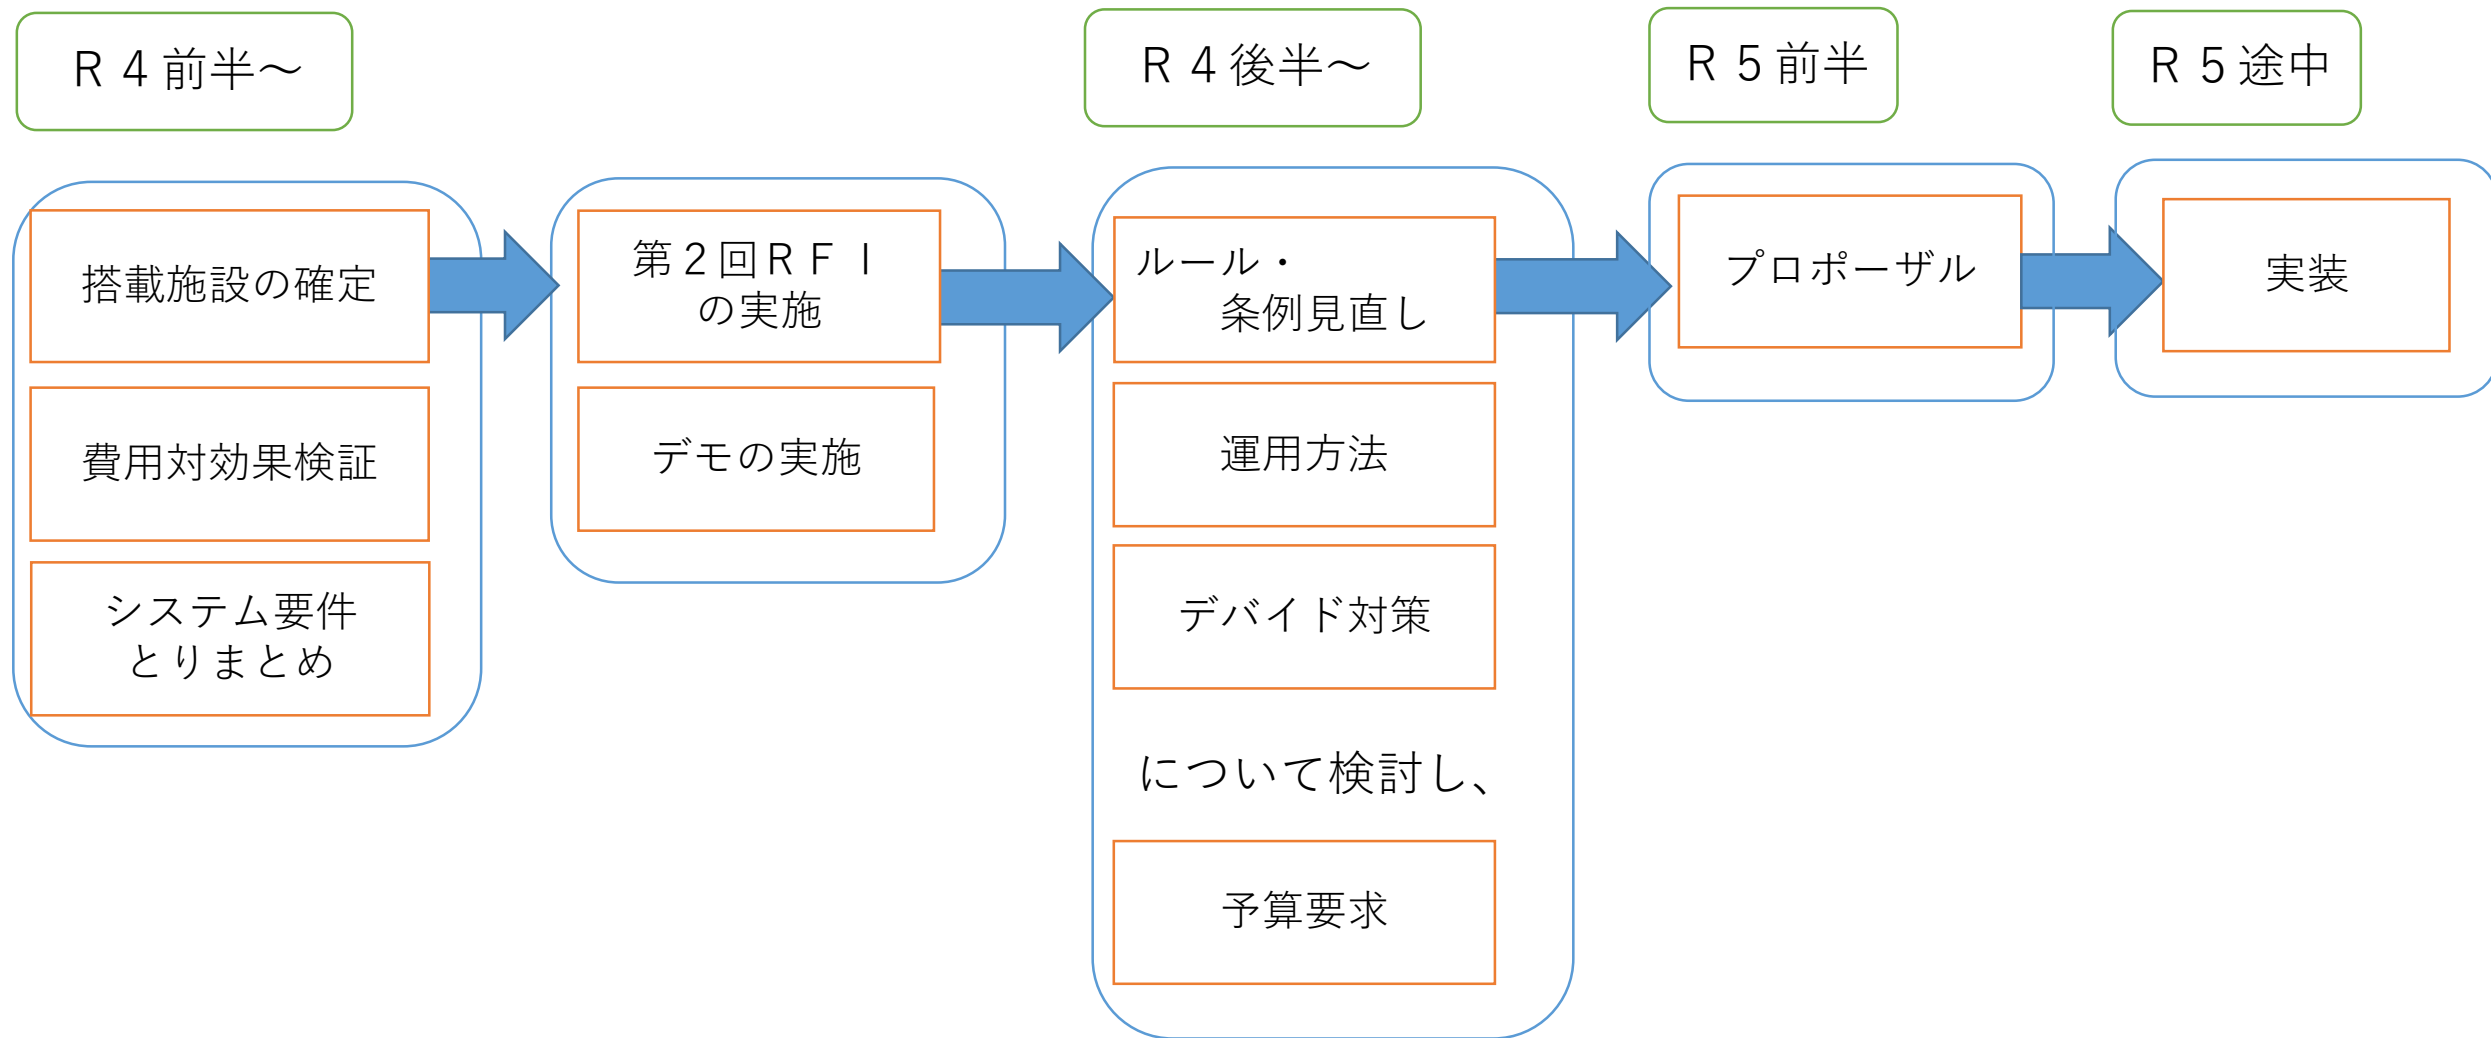 Ｒ４前半～
Ｒ４後半～
Ｒ５前半
Ｒ５途中
搭載施設の確定
費用対効果検証
システム要件
とりまとめ
第２回ＲＦＩ
の実施
デモの実施
ルール・
条例見直し
運用方法
デバイド対策
について検討し、
予算要求
プロポーザル
実装